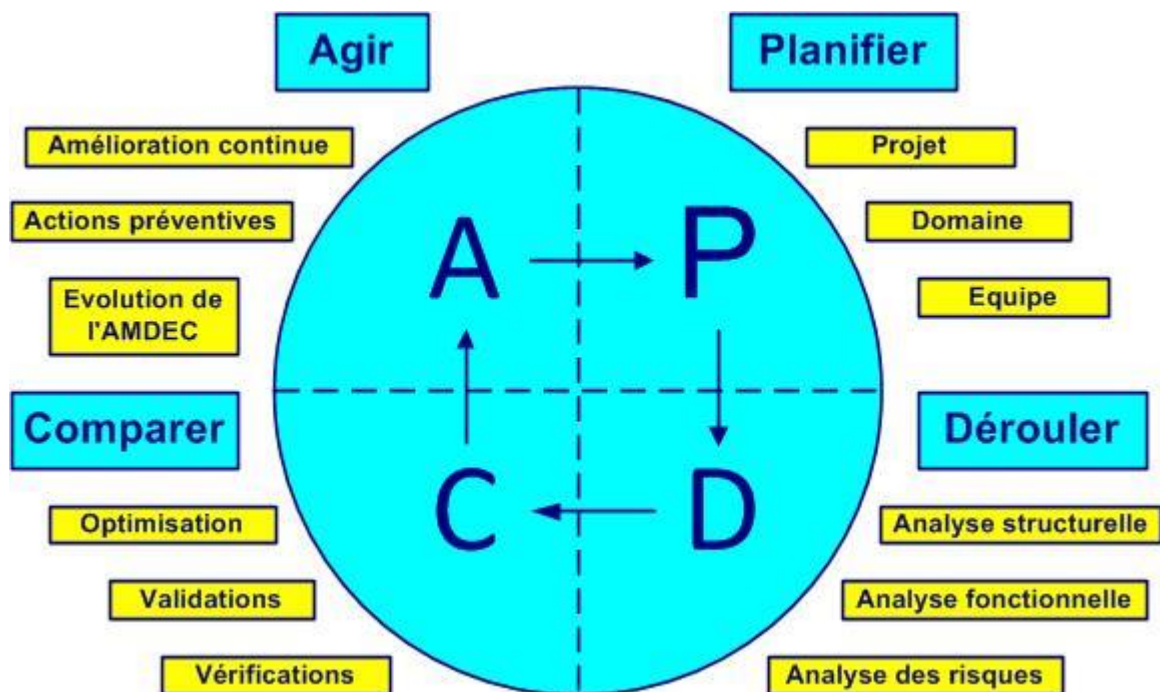 Agir
Planifier
Amélioration continue
Projet
Actions préventives
Domaine
Evolution de
l'AMDEC
Equipe
A
P
Comparer
Dérouler
C
D
Optimisation
Analyse structurelle
Validations
Analyse fonctionnelle
Vérifications
Analyse des risques